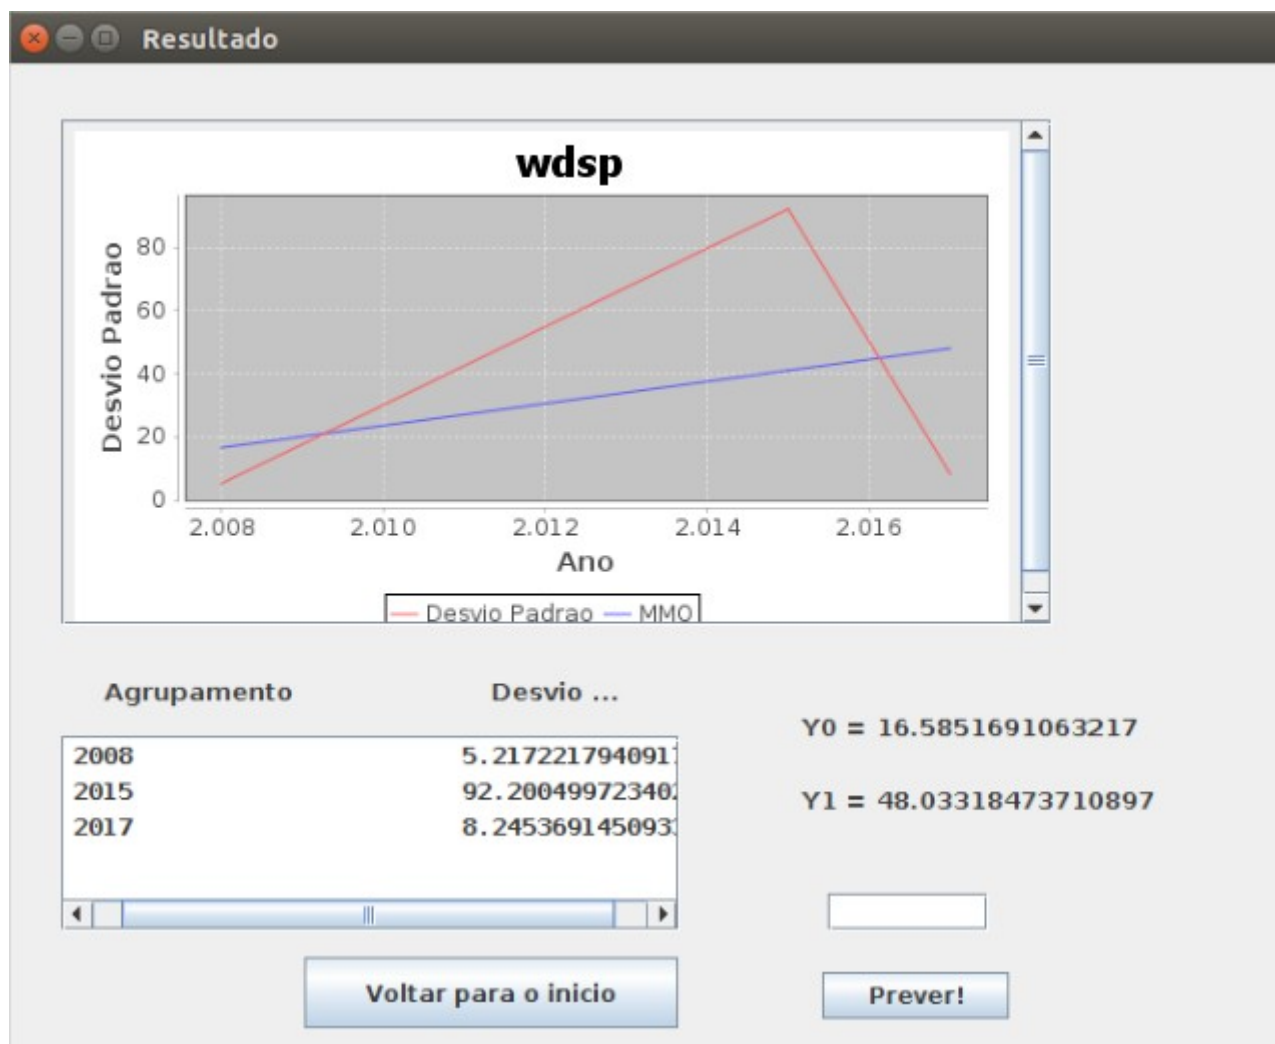 Resultado
wdsp
Desvio Padrao
80
60
40
20
0
2.008 2.010 2.012 2.014 2.016
Ano
Desvio Padrao MMQ
Agrupamento Desvio ...
2008 5.217221794091
2015 92.20049972340
2017 8.245369145093
Y0 = 16.5851691063217
Y1 = 48.03318473710897
Voltar para o inicio
Prever!